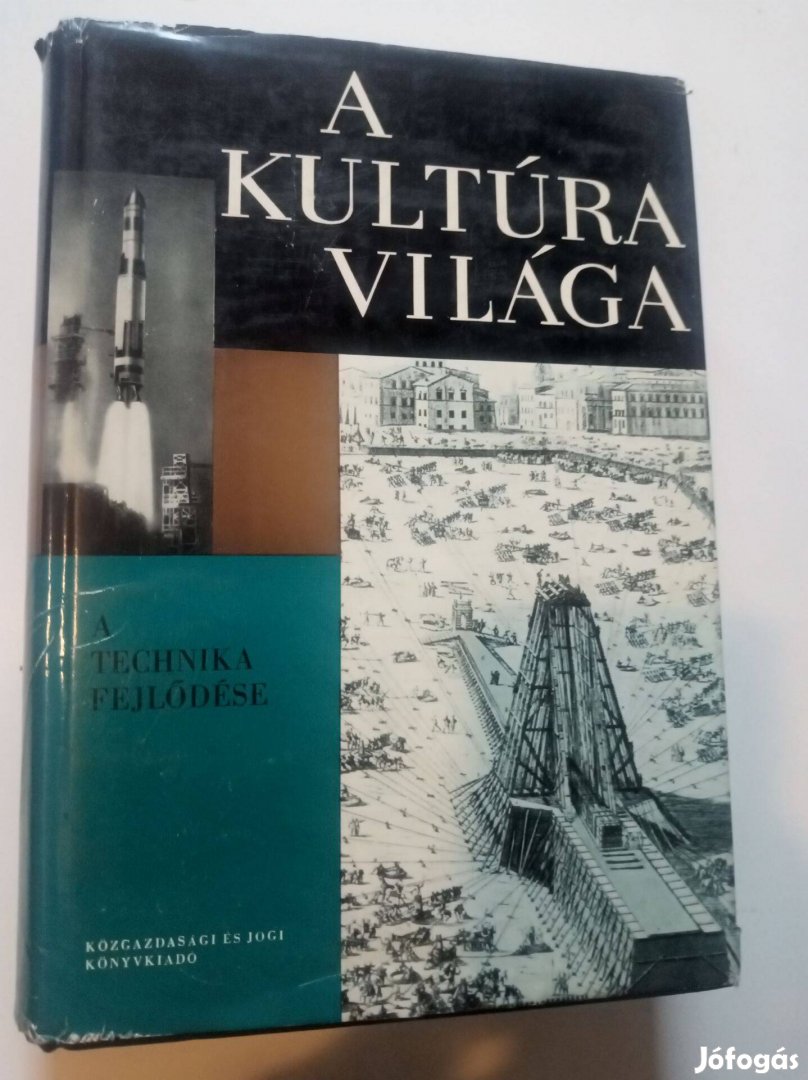 A
KULTÚRA
VILÁGA
A
TECHNIKA
FEJLŐDÉSE
KÖZGAZDASÁGI ÉS JOGI
KÖNYVKIADÓ
Jófogás